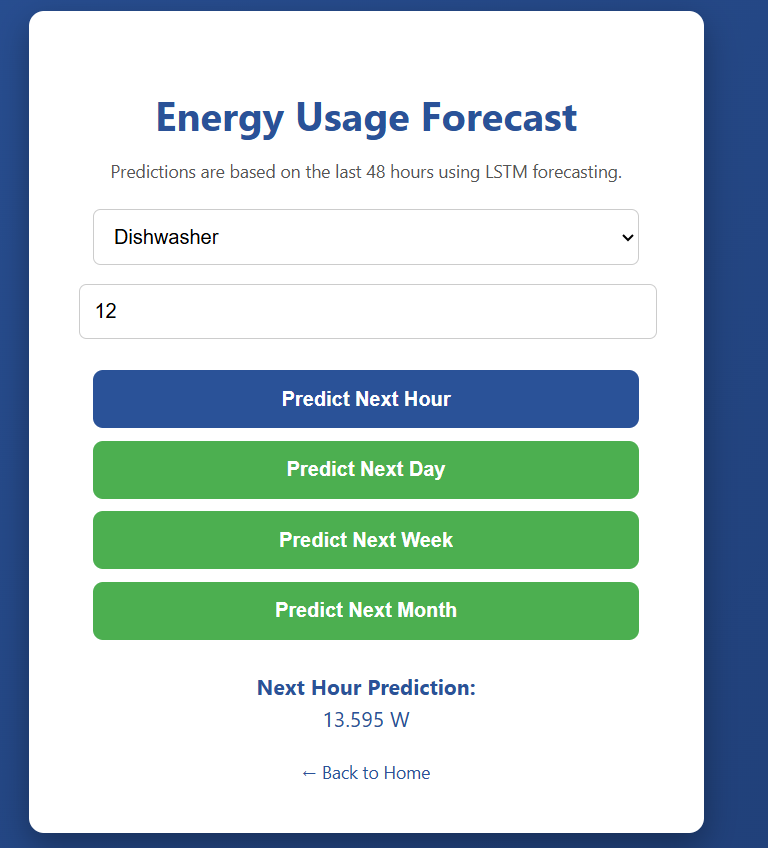 Energy Usage Forecast
Predictions are based on the last 48 hours using LSTM forecasting.
Dishwasher
12
Predict Next Hour
Predict Next Day
Predict Next Week
Predict Next Month
Next Hour Prediction:
13.595 W
← Back to Home